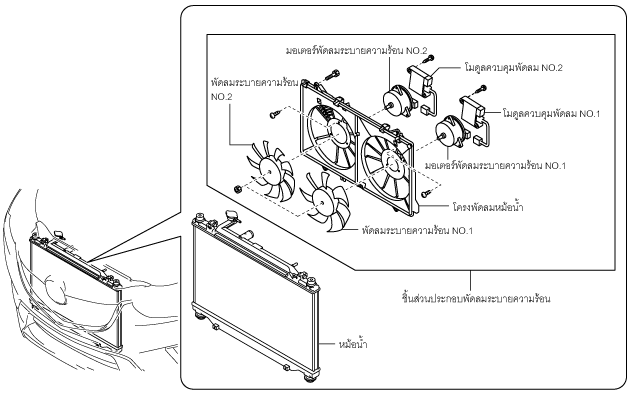 มอเตอร์พัดลมระบายความร้อน NO.2
โมดูลควบคุมพัดลม NO.2
พัดลมระบายความร้อน
NO.2
โมดูลควบคุมพัดลม NO.1
มอเตอร์พัดลมระบายความร้อน NO.1
โครงพัดลมหม้อน้ำ
พัดลมระบายความร้อน NO.1
ชิ้นส่วนประกอบพัดลมระบายความร้อน
หม้อน้ำ